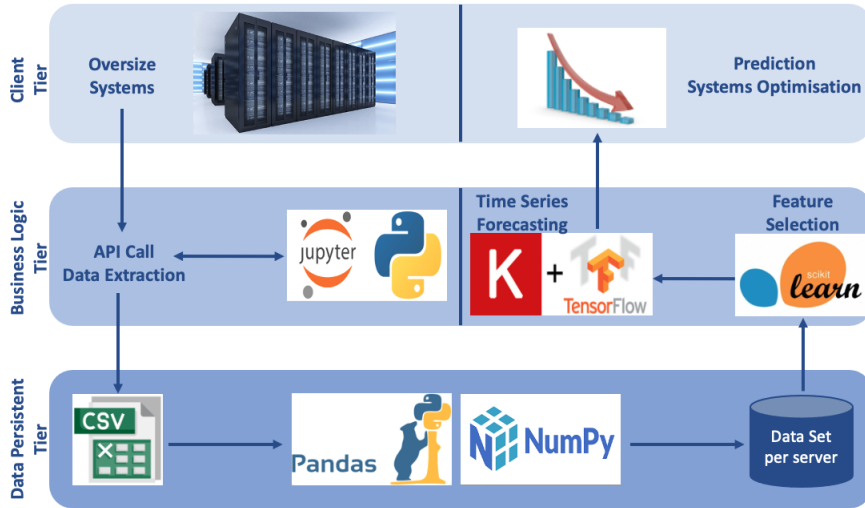 Client
Tier
Oversize
Systems
Prediction
Systems Optimisation
Business Logic
Tier
API Call
Data Extraction
jupyter
Time Series
Forecasting
K
+
TF
TensorFlow
Feature
Selection
scikit
learn
Data Persistent
Tier
CSV
X
Pandas
N
NumPy
Data Set
per server